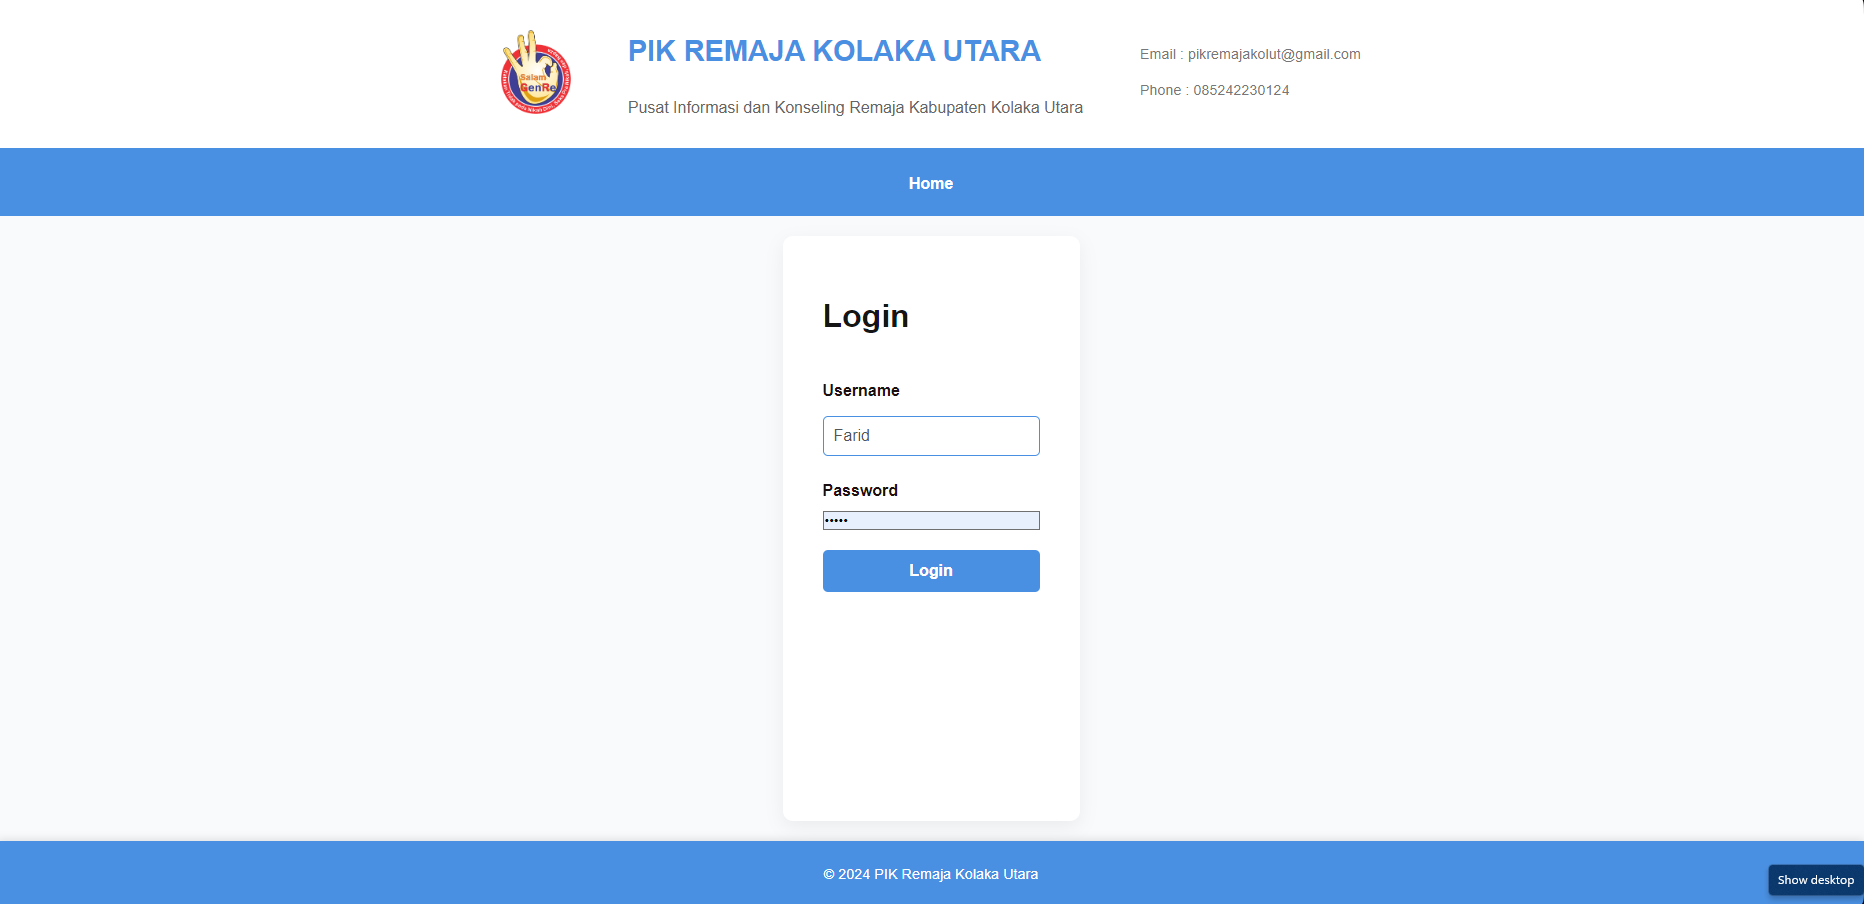 Salam
GenRe
PIK REMAJA KOLAKA UTARA
Pusat Informasi dan Konseling Remaja Kabupaten Kolaka Utara
Email : pikremajakolut@gmail.com
Phone : 085242230124
Home
Login
Username
Farid
Password
•••••
Login
© 2024 PIK Remaja Kolaka Utara
Show desktop